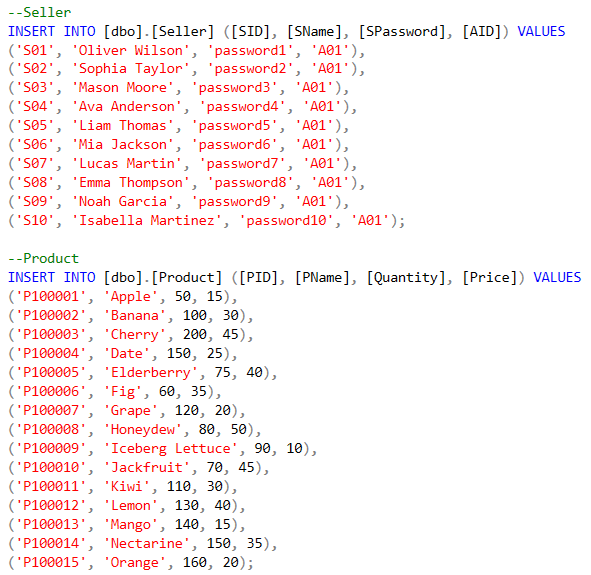 --Seller
INSERT INTO [dbo].[Seller] ([SID], [SName], [SPassword], [AID]) VALUES
('S01', 'Oliver Wilson', 'password1', 'A01'),
('S02', 'Sophia Taylor', 'password2', 'A01'),
('S03', 'Mason Moore', 'password3', 'A01'),
('S04', 'Ava Anderson', 'password4', 'A01'),
('S05', 'Liam Thomas', 'password5', 'A01'),
('S06', 'Mia Jackson', 'password6', 'A01'),
('S07', 'Lucas Martin', 'password7', 'A01'),
('S08', 'Emma Thompson', 'password8', 'A01'),
('S09', 'Noah Garcia', 'password9', 'A01'),
('S10', 'Isabella Martinez', 'password10', 'A01');

--Product
INSERT INTO [dbo].[Product] ([PID], [PName], [Quantity], [Price]) VALUES
('P100001', 'Apple', 50, 15),
('P100002', 'Banana', 100, 30),
('P100003', 'Cherry', 200, 45),
('P100004', 'Date', 150, 25),
('P100005', 'Elderberry', 75, 40),
('P100006', 'Fig', 60, 35),
('P100007', 'Grape', 120, 20),
('P100008', 'Honeydew', 80, 50),
('P100009', 'Iceberg Lettuce', 90, 10),
('P100010', 'Jackfruit', 70, 45),
('P100011', 'Kiwi', 110, 30),
('P100012', 'Lemon', 130, 40),
('P100013', 'Mango', 140, 15),
('P100014', 'Nectarine', 150, 35),
('P100015', 'Orange', 160, 20);